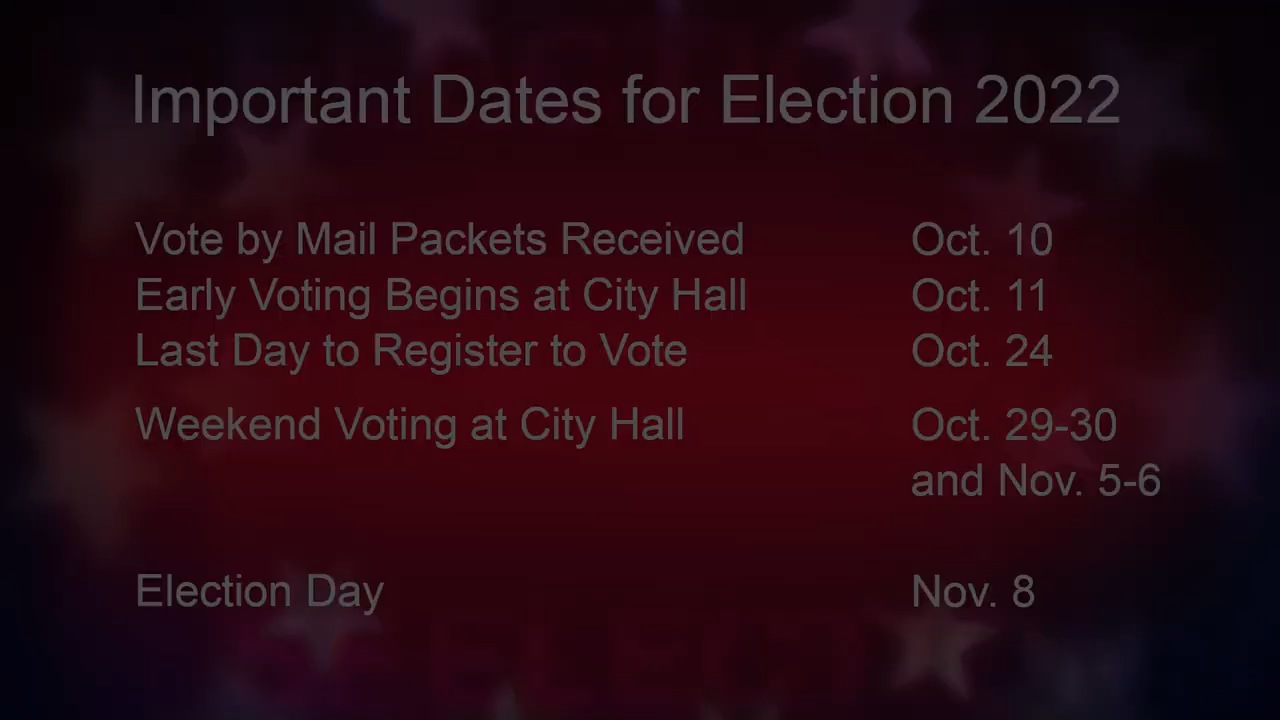 Important Dates for Election 2022
Vote by Mail Packets Received Oct. 10
Early Voting Begins at City Hall Oct. 11
Last Day to Register to Vote Oct. 24
Weekend Voting at City Hall Oct. 29-30
and Nov. 5-6
Election Day Nov. 8